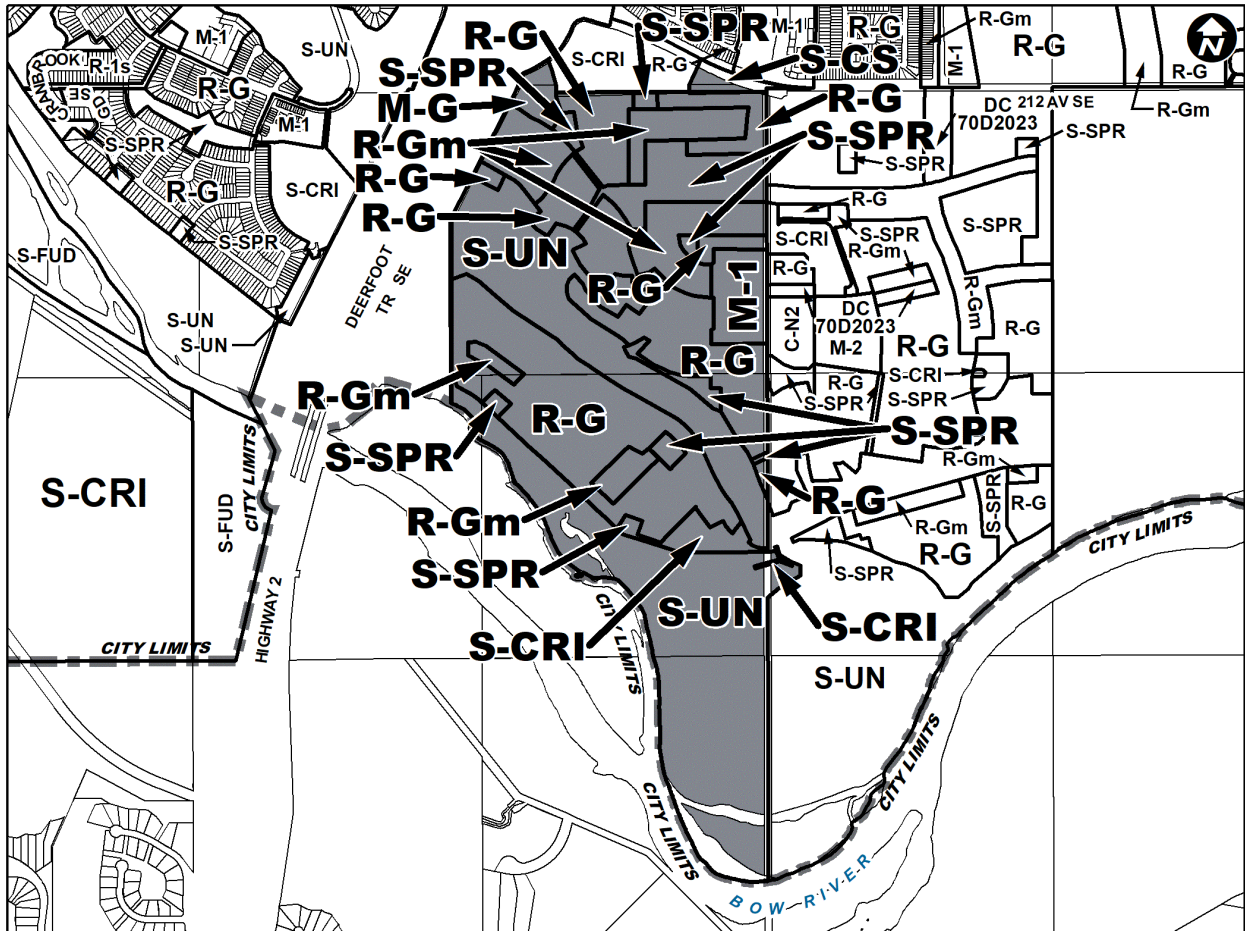 M-1
S-UN
R-G
S-SPR
M-1
R-G
R-Gm
R-G
M-1
R-Gm
R-G
N
CRANBROOK
GD SE
R-1s
R-G
M-1
S-SPR
R-G
S-SPR
S-CRI
S-FUD
S-UN
S-UN
S-CRI
R-G
S-CS
S-SPR
M-G
R-Gm
R-G
R-G
S-UN
R-G
S-SPR
DC
70D2023
212 AV SE
S-SPR
S-SPR
DEERFOOT
TR SE
R-G
M-1
R-G
R-G
S-SPR
S-CRI
R-Gm
S-SPR
R-G
DC
70D2023
M-2
C-N2
R-G
R-Gm
R-G
S-CRI
S-SPR
R-G
S-SPR
R-Gm
R-G
S-SPR
S-SPR
R-G
R-Gm
R-G
S-SPR
R-Gm
R-G
S-SPR
R-Gm
S-SPR
S-CRI
S-UN
S-CRI
S-CRI
S-FUD
CITY LIMITS
HIGHWAY 2
CITY LIMITS
CITY LIMITS
CITY LIMITS
S-UN
CITY LIMITS
CITY LIMITS
BOW RIVER